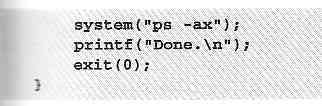 system("ps -ax");
printf("Done.\n");
exit(0);
}